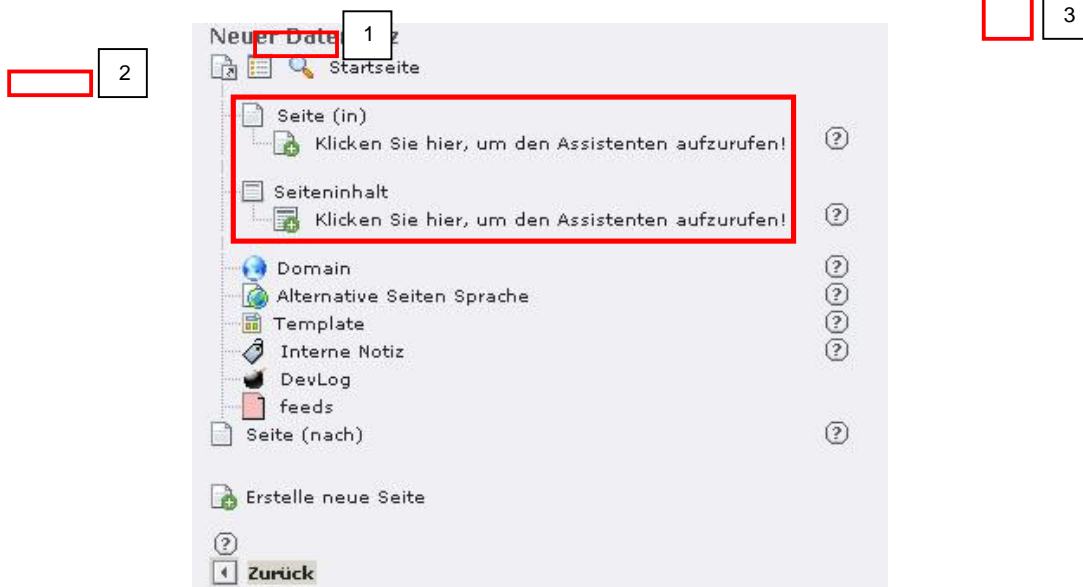 3
Neuer
1
Startseite
2
Seite (in)
Klicken Sie hier, um den Assistenten aufzurufen!
Seiteninhalt
Klicken Sie hier, um den Assistenten aufzurufen!
Domain
Alternative Seiten Sprache
Template
Interne Notiz
DevLog
feeds
Seite (nach)
Erstelle neue Seite
Zurück